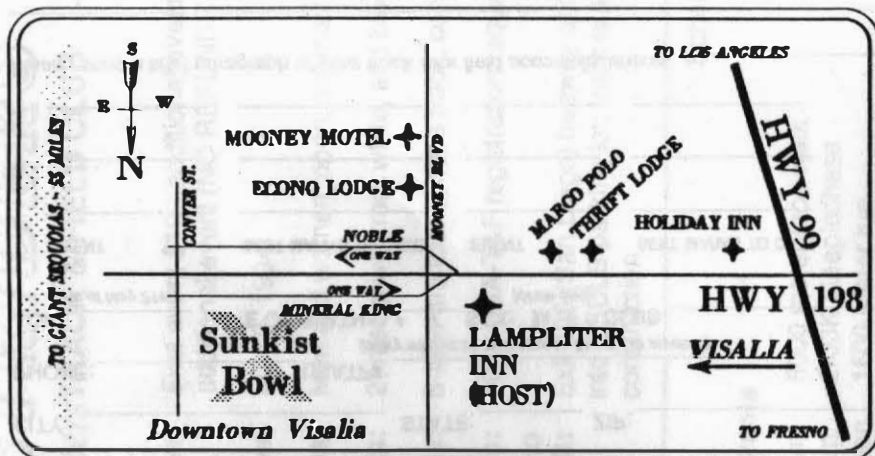 TO LOS ANGELES
S
E W
N
TO GIANT SEQUOIAS - 55 MILES
CONYER ST.
MOONEY MOTEL
ECONO LODGE
MOONEY BLVD
MARCO POLO
THRIFT LODGE
HOLIDAY INN
HWY 99
NOBLE
ONE WAY
ONE WAY
MINERAL KING
HWY 198
Sunkist
Bowl
LAMPLITER
INN
(HOST)
VISALIA
Downtown Visalia
TO FRESNO